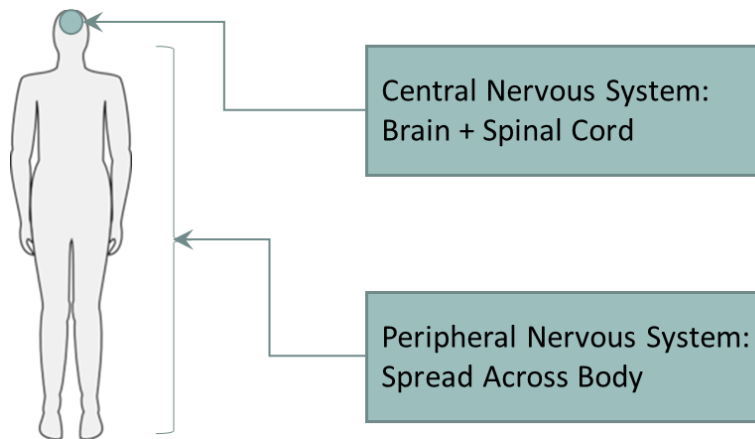 Central Nervous System:
Brain + Spinal Cord
Peripheral Nervous System:
Spread Across Body